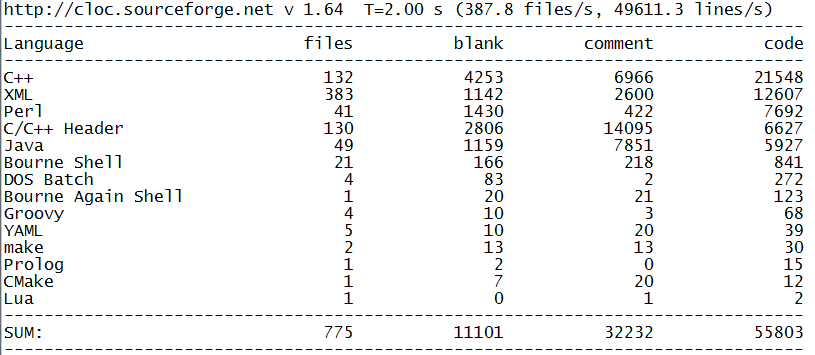 http://cloc.sourceforge.net v 1.64  T=2.00 s (387.8 files/s, 49611.3 lines/s)
-------------------------------------------------------------------------------
Language                     files          blank        comment           code
-------------------------------------------------------------------------------
C++                            132           4253           6966          21548
XML                            383           1142           2600          12607
Perl                            41           1430            422           7692
C/C++ Header                   130           2806          14095           6627
Java                            49           1159           7851           5927
Bourne Shell                    21            166            218            841
DOS Batch                        4             83              2            272
Bourne Again Shell               1             20             21            123
Groovy                           4             10              3             68
YAML                             5             10             20             39
make                             2             13             13             30
Prolog                           1              2              0             15
CMake                            1              7             20             12
Lua                              1              0              1              2
-------------------------------------------------------------------------------
SUM:                           775          11101          32232          55803
-------------------------------------------------------------------------------